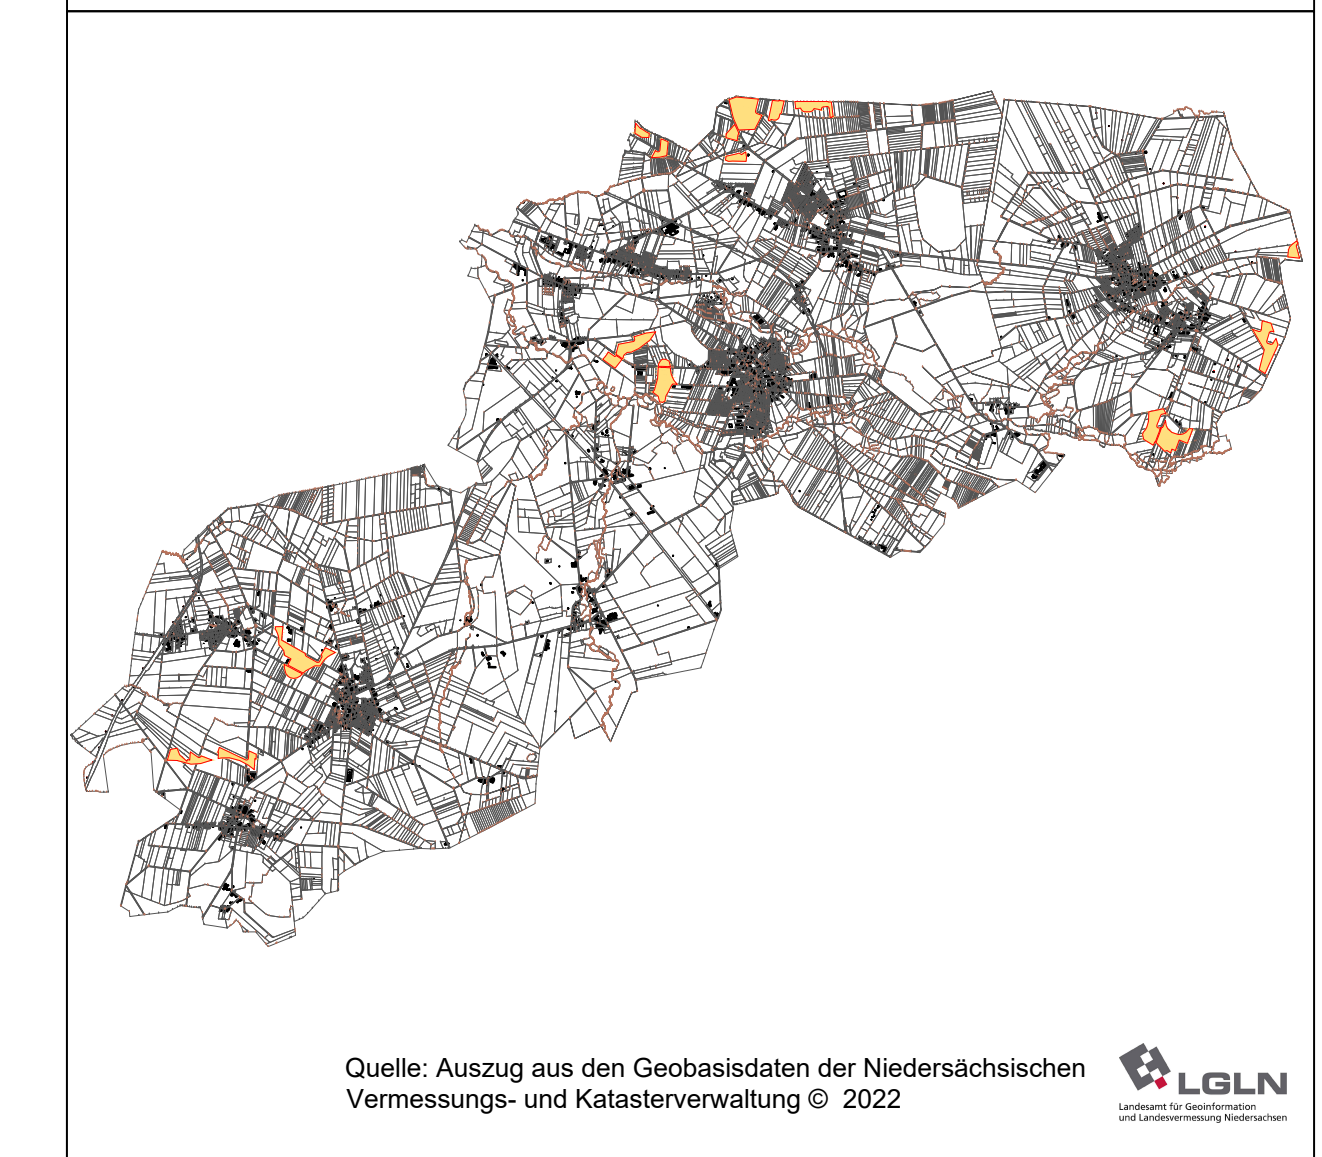 Quelle: Auszug aus den Geobasisdaten der Niedersächsischen
Vermessungs- und Katasterverwaltung © 2022
LGLN
Landesamt für Geoinformation
und Landesvermessung Niedersachsen